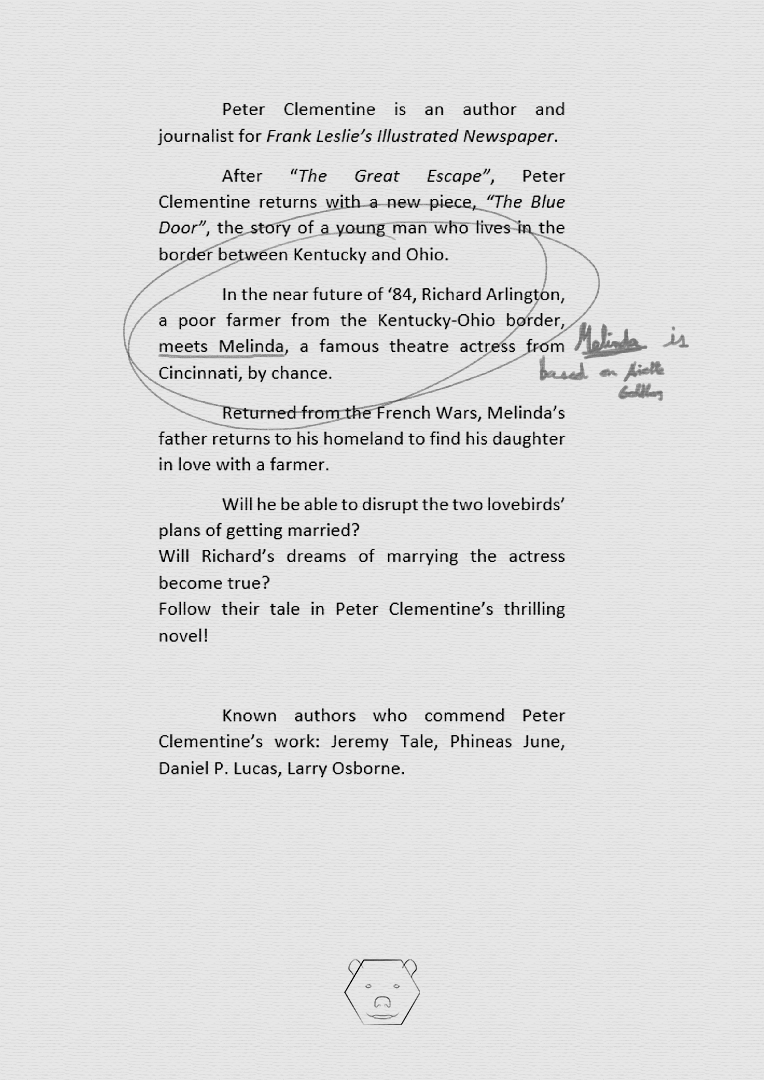 Peter Clementine is an author and
journalist for Frank Leslie’s Illustrated Newspaper.
After “The Great Escape”, Peter
Clementine returns with a new piece, “The Blue
Door”, the story of a young man who lives in the
border between Kentucky and Ohio.
In the near future of ‘84, Richard Arlington,
a poor farmer from the Kentucky-Ohio border,
meets Melinda, a famous theatre actress from
Cincinnati, by chance.
Melinda is
based on
Returned from the French Wars, Melinda’s
father returns to his homeland to find his daughter
in love with a farmer.
Will he be able to disrupt the two lovebirds’
plans of getting married?
Will Richard’s dreams of marrying the actress
become true?
Follow their tale in Peter Clementine’s thrilling
novel!
Known authors who commend Peter
Clementine’s work: Jeremy Tale, Phineas June,
Daniel P. Lucas, Larry Osborne.